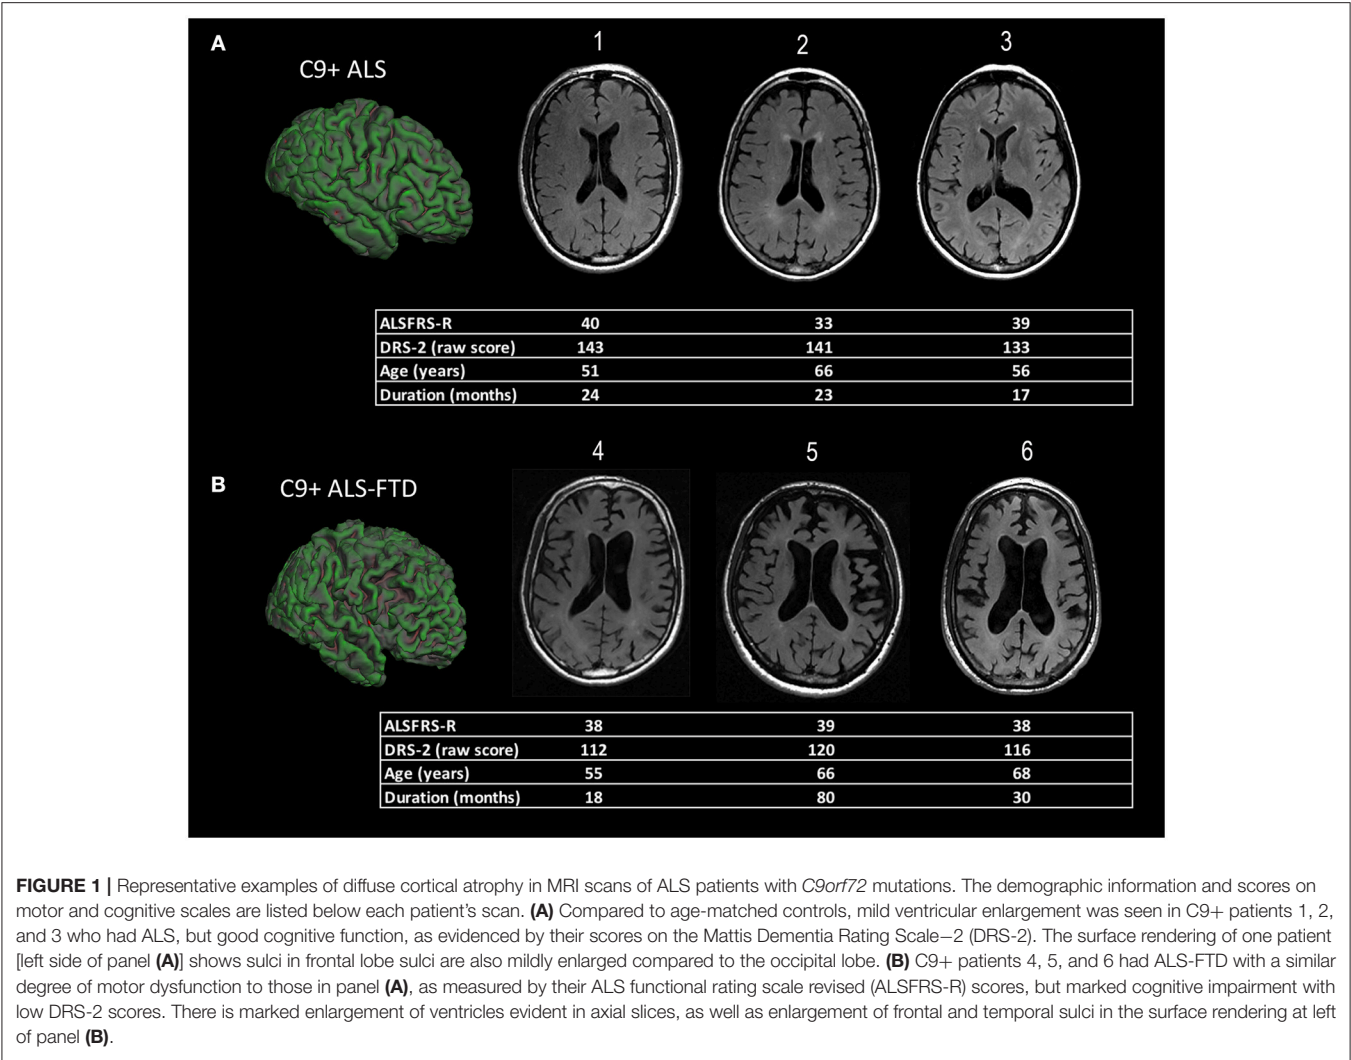 A
C9+ ALS
1 2 3
ALSFRS-R 40 33 39
DRS-2 (raw score) 143 141 133
Age (years) 51 66 56
Duration (months) 24 23 17
B
C9+ ALS-FTD
4 5 6
ALSFRS-R 38 39 38
DRS-2 (raw score) 112 120 116
Age (years) 55 66 68
Duration (months) 18 80 30
FIGURE 1 | Representative examples of diffuse cortical atrophy in MRI scans of ALS patients with C9orf72 mutations. The demographic information and scores on
motor and cognitive scales are listed below each patient's scan. (A) Compared to age-matched controls, mild ventricular enlargement was seen in C9+ patients 1, 2,
and 3 who had ALS, but good cognitive function, as evidenced by their scores on the Mattis Dementia Rating Scale−2 (DRS-2). The surface rendering of one patient
[left side of panel (A)] shows sulci in frontal lobe sulci are also mildly enlarged compared to the occipital lobe. (B) C9+ patients 4, 5, and 6 had ALS-FTD with a similar
degree of motor dysfunction to those in panel (A), as measured by their ALS functional rating scale revised (ALSFRS-R) scores, but marked cognitive impairment with
low DRS-2 scores. There is marked enlargement of ventricles evident in axial slices, as well as enlargement of frontal and temporal sulci in the surface rendering at left
of panel (B).